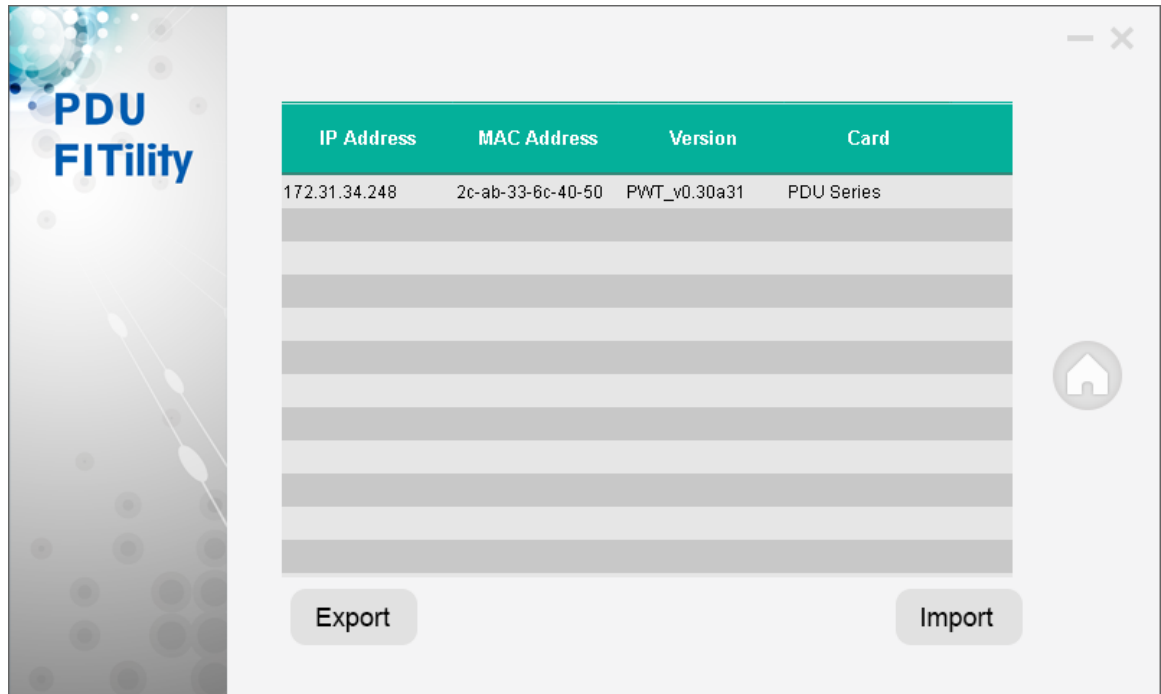 PDU
FITility
IP Address MAC Address Version Card
172.31.34.248 2c-ab-33-6c-40-50 PWT_v0.30a31 PDU Series
Export Import